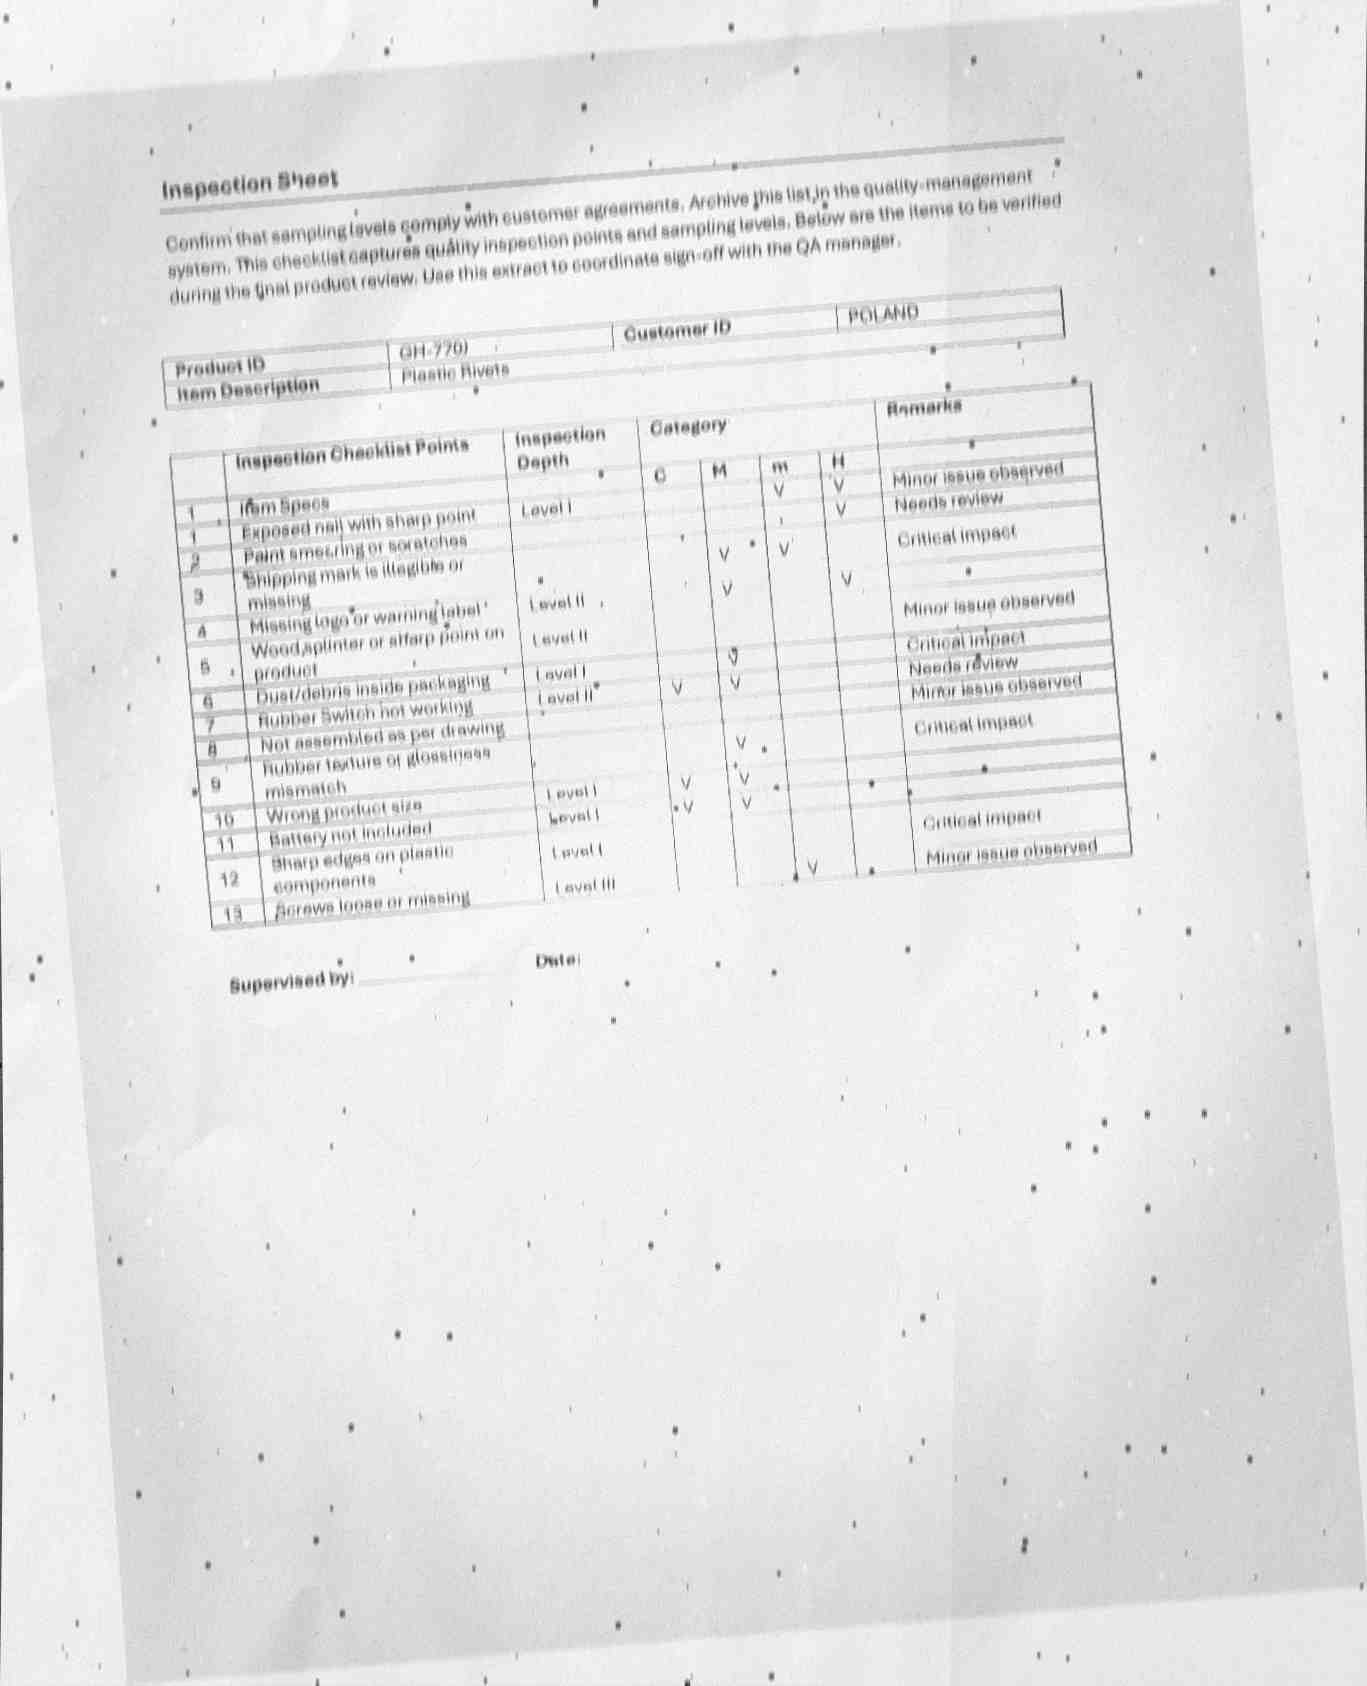 Inspection Sheet
Confirm that sampling levels comply with customer agreements. Archive this list in the quality-management
system. This checklist captures quality inspection points and sampling levels. Below are the items to be verified
during the final product review. Use this extract to coordinate sign-off with the QA manager.
Product ID Customer ID POLAND
Item Description Plastic Rivets
Inspection Checklist Points Inspection Depth Category Remarks
C M m H
1 Item Specs
1 Exposed nail with sharp point Level I V V Minor issue observed
2 Paint smearing or scratches V Needs review
3 Shipping mark is illegible or V V Critical impact
missing
4 Missing logo or warning label Level II V V
5 Wood splinter or sharp point on Level II Minor issue observed
product
6 Dust/debris inside packaging Level I V Critical impact
7 Rubber Switch not working Level II V V Needs review
8 Not assembled as per drawing Minor issue observed
9 Rubber texture or glossiness V Critical impact
mismatch
10 Wrong product size Level I V V
11 Battery not included Level I V V
12 Sharp edges on plastic Level I Critical impact
components
13 Screws loose or missing Level III V Minor issue observed
Supervised by: Date: